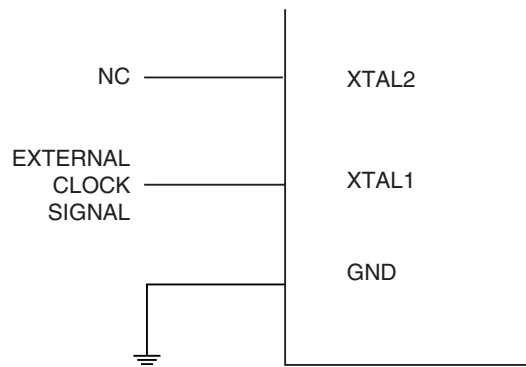 NC
XTAL2
EXTERNAL
CLOCK
SIGNAL
XTAL1
GND